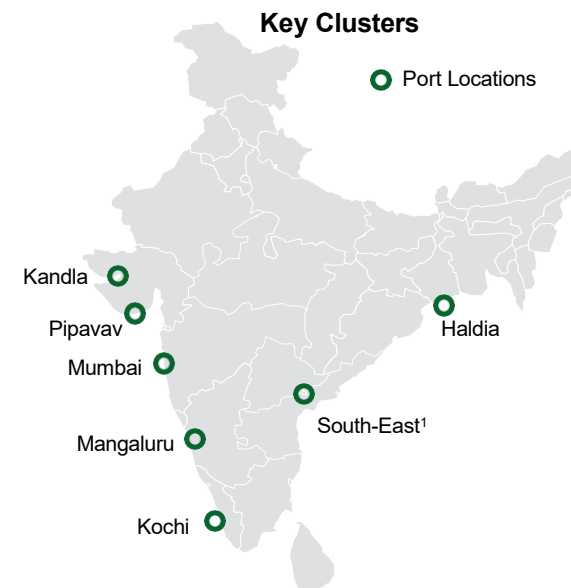 Key Clusters
Port Locations
Kandla
Pipavav
Haldia
Mumbai
South-East¹
Mangaluru
Kochi